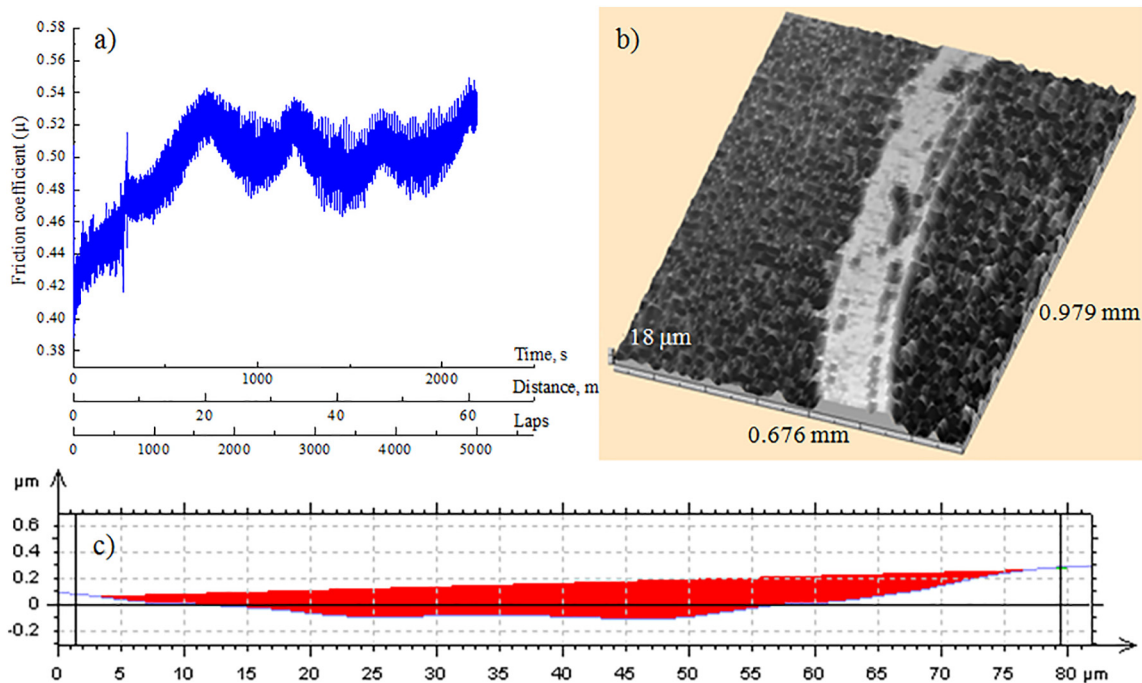 a)
0.58
0.56
0.54
0.52
0.50
0.48
0.46
0.44
0.42
0.40
0.38
Friction coefficient (μ)
Time, s
0 1000 2000
Distance, m
0 20 40 60
Laps
0 1000 2000 3000 4000 5000
b)
18 μm
0.676 mm
0.979 mm
μm
c)
0.6
0.4
0.2
0
-0.2
0 5 10 15 20 25 30 35 40 45 50 55 60 65 70 75 80 μm